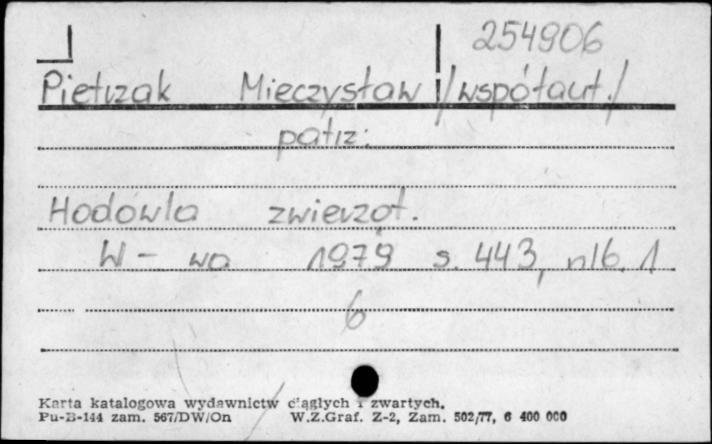 254906
Pietrzak Mieczysław /współaut./
patrz:
Hodowla zwierząt.
W-wa 1979 s. 443, nlb. 1
6
Karta katalogowa wydawnictw ciągłych i zwartych.
Pu-B-144 zam. 567/DW/On W.Z.Graf. Z-2, Zam. 502/77, 6 400 000